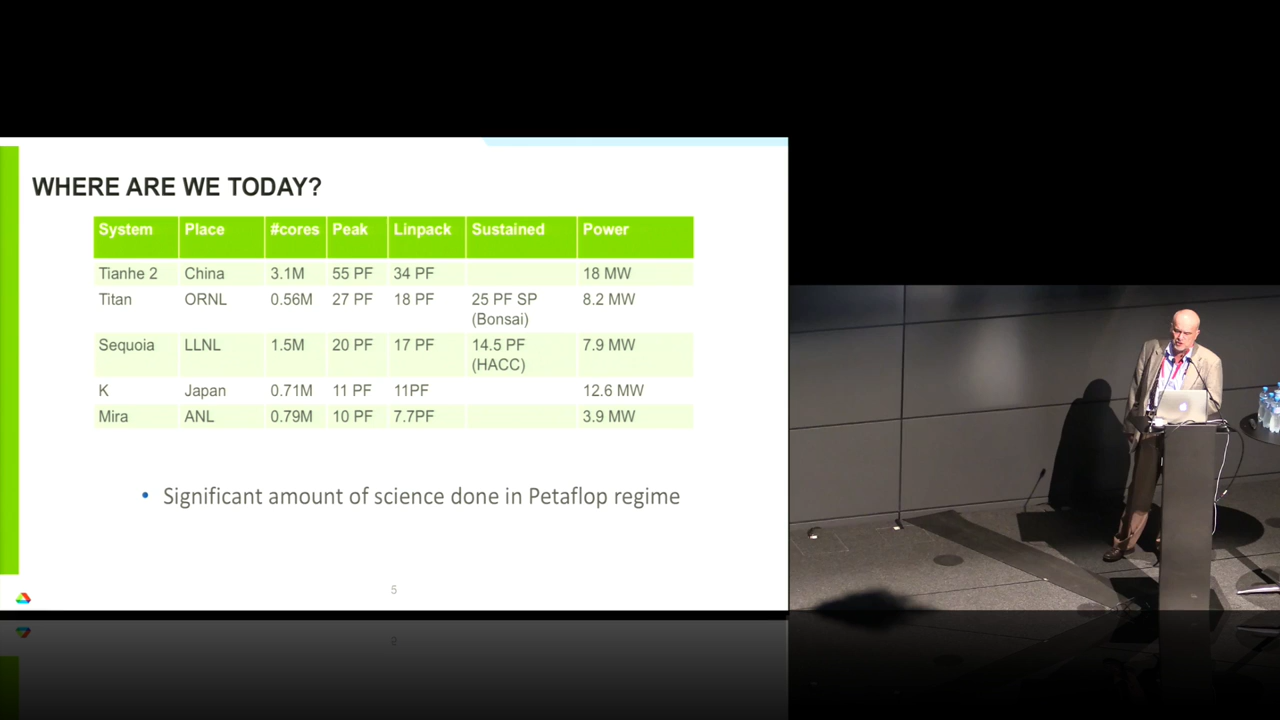 WHERE ARE WE TODAY?
System Place #cores Peak Linpack Sustained Power
Tianhe 2 China 3.1M 55 PF 34 PF 18 MW
Titan ORNL 0.56M 27 PF 18 PF 25 PF SP 8.2 MW
(Bonsai)
Sequoia LLNL 1.5M 20 PF 17 PF 14.5 PF 7.9 MW
(HACC)
K Japan 0.71M 11 PF 11PF 12.6 MW
Mira ANL 0.79M 10 PF 7.7PF 3.9 MW
• Significant amount of science done in Petaflop regime
5